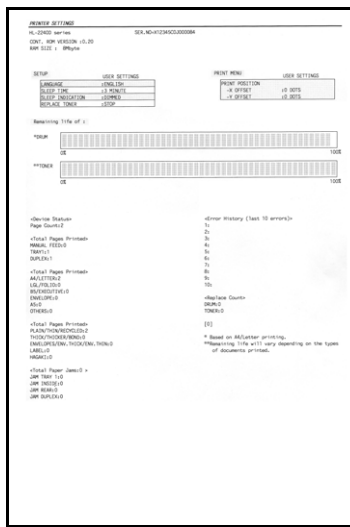 PRINTER SETTINGS
HL-2240D series SER.NO=X123ASCOJ000084
CONT. ROM VERSION :0.20
RAM SIZE : 8Mbyte
SETUP USER SETTINGS
LANGUAGE :ENGLISH
SLEEP TIME :3 MINUTE
SLEEP INDICATION :DIMMED
REPLACE TONER :STOP
PRINT MENU USER SETTINGS
PRINT POSITION
-X OFFSET :0 DOTS
-Y OFFSET :0 DOTS
Remaining life of :
*DRUM
0% 100%
**TONER
0% 100%
<Device Status>
Page Count:2
<Total Pages Printed>
MANUAL FEED:0
TRAY1:1
DUPLEX:1
<Total Pages Printed>
A4/LETTER:2
LGL/FOLIO:0
B5/EXECUTIVE:0
ENVELOPE:0
A5:0
OTHERS:0
<Total Pages Printed>
PLAIN/THIN/RECYCLED:2
THICK/THICKER/BOND:0
ENVELOPES/ENV.THICK/ENV.THIN:0
LABEL:0
HAGAKI:0
<Total Paper Jams:0 >
JAM TRAY 1:0
JAM INSIDE:0
JAM REAR:0
JAM DUPLEX:0
<Error History (last 10 errors)>
1:
2:
3:
4:
5:
6:
7:
8:
9:
10:
<Replace Count>
DRUM:0
TONER:0
[0]
* Based on A4/Letter printing.
**Remaining life will vary depending on the types
of documents printed.